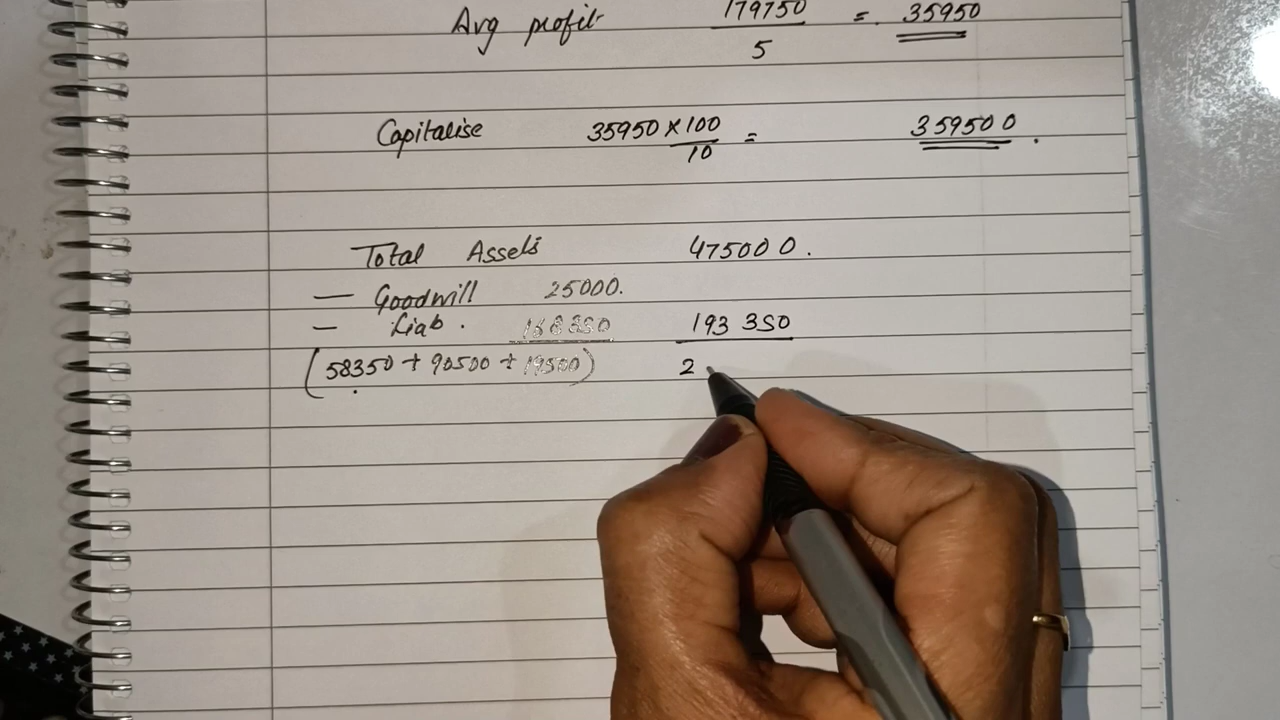 Avg profit 179750 / 5 = 35950
Capitalise 35950 × 100 / 10 = 359500.
Total Assets 475000.
— Goodwill 25000.
— Liab. 168350 193350
(58350 + 90500 + 19500) 2